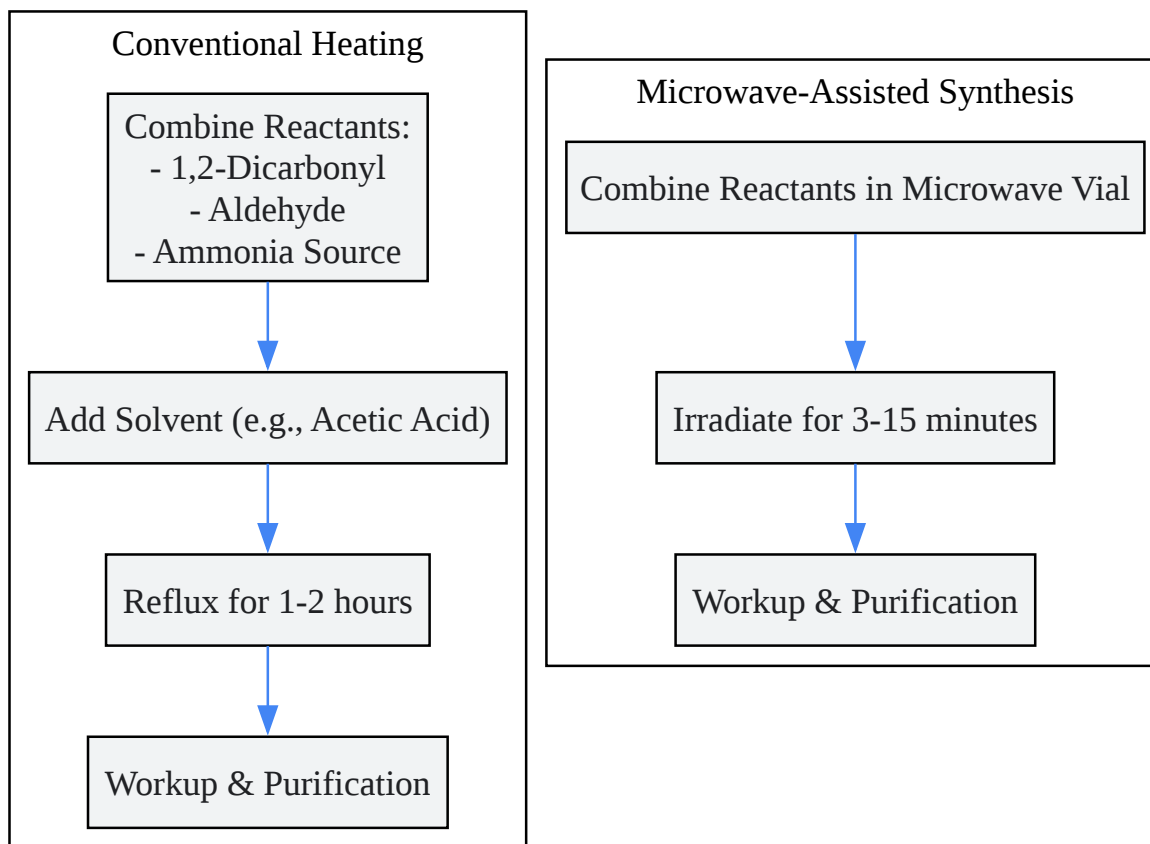 Conventional Heating
Combine Reactants:
- 1,2-Dicarbonyl
- Aldehyde
- Ammonia Source
Add Solvent (e.g., Acetic Acid)
Reflux for 1-2 hours
Workup & Purification
Microwave-Assisted Synthesis
Combine Reactants in Microwave Vial
Irradiate for 3-15 minutes
Workup & Purification